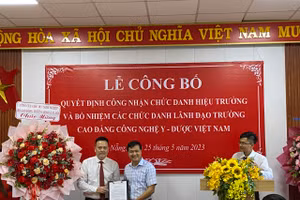 CỘNG HÒA XÃ HỘI CHỦ NGHĨA VIỆT NAM
LỄ CÔNG BỐ
QUYẾT ĐỊNH CÔNG NHẬN CHỨC DANH HIỆU TRƯỞNG
VÀ BỔ NHIỆM CÁC CHỨC DANH LÃNH ĐẠO TRƯỜNG
CAO ĐẲNG CÔNG NGHỆ Y - DƯỢC VIỆT NAM
Nẵng, 25 tháng 5 năm 2023
Chúc Mừng